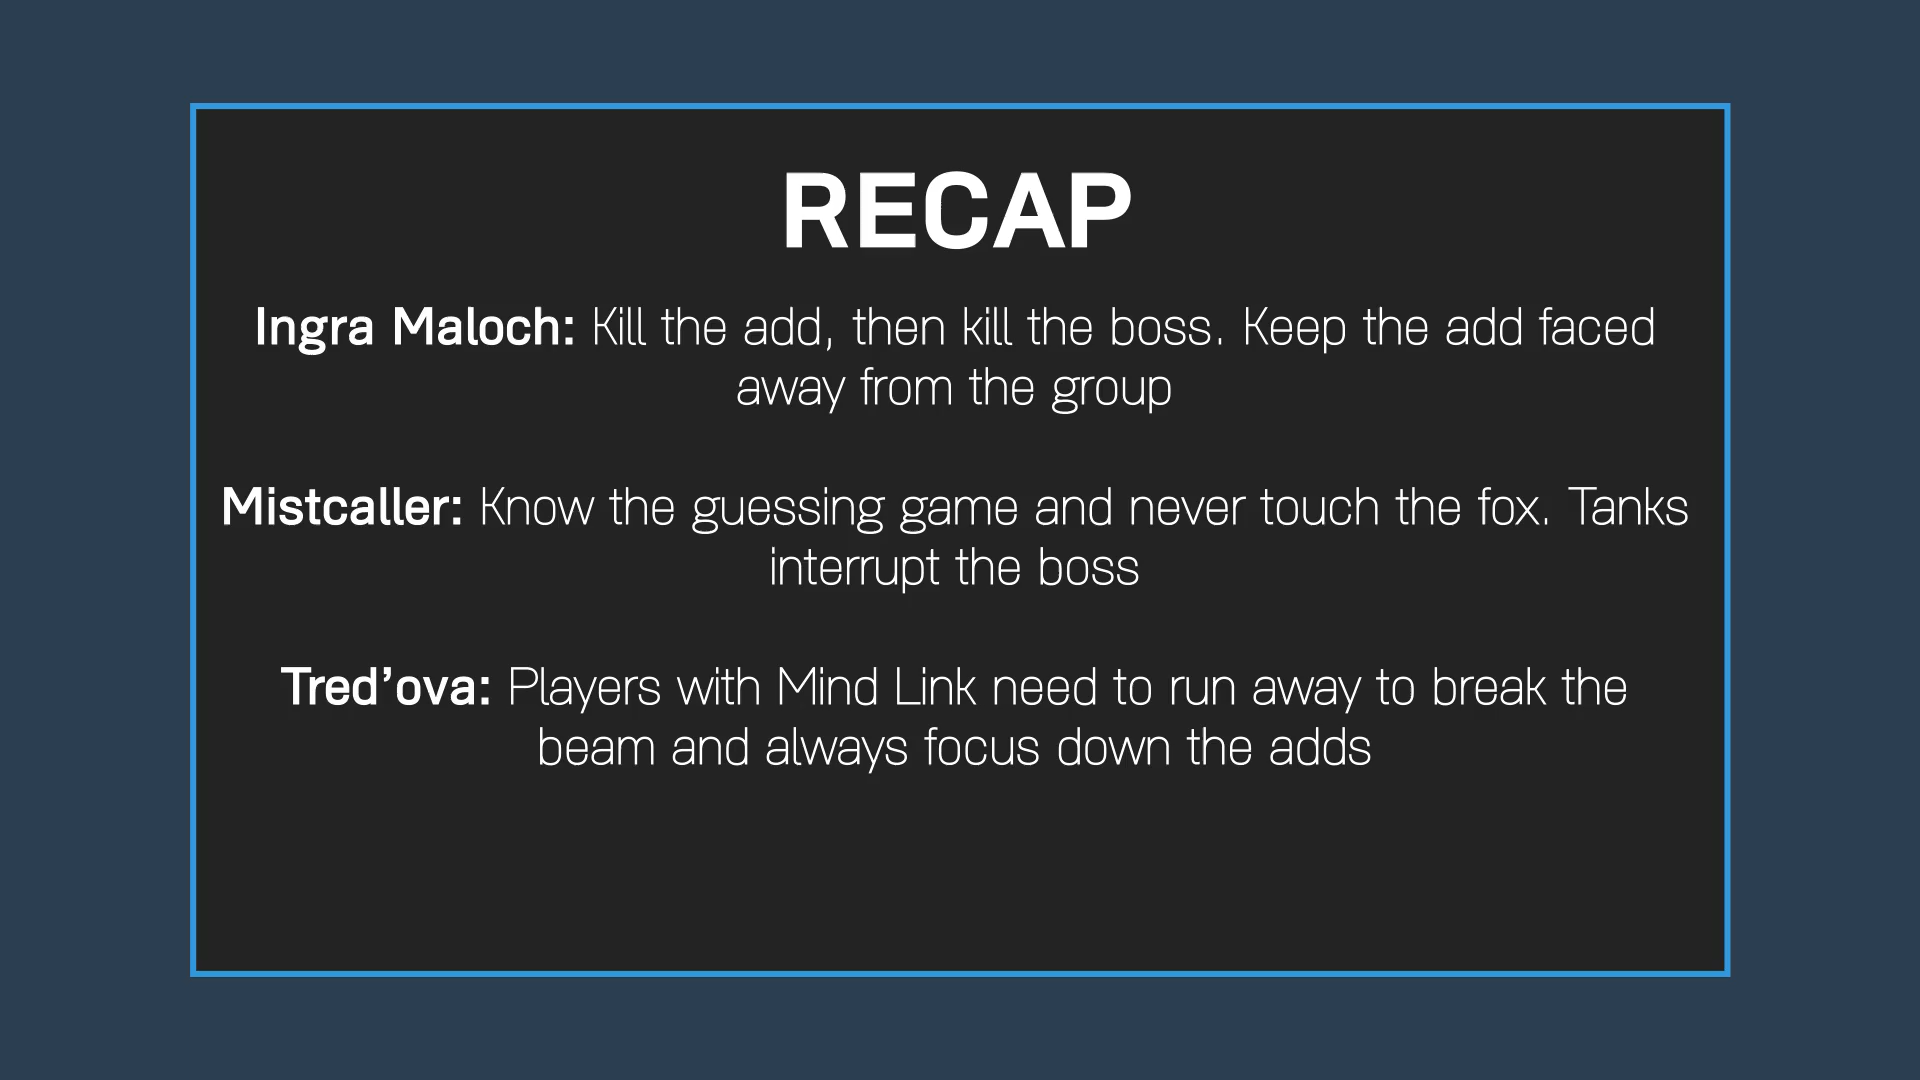 RECAP
Ingra Maloch: Kill the add, then kill the boss. Keep the add faced
away from the group
Mistcaller: Know the guessing game and never touch the fox. Tanks
interrupt the boss
Tred’ova: Players with Mind Link need to run away to break the
beam and always focus down the adds